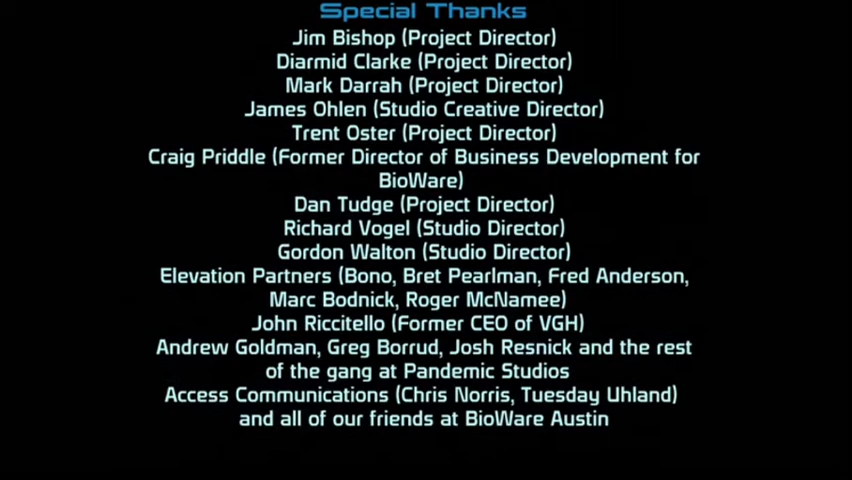 Special Thanks
Jim Bishop (Project Director)
Diarmid Clarke (Project Director)
Mark Darrah (Project Director)
James Ohlen (Studio Creative Director)
Trent Oster (Project Director)
Craig Priddle (Former Director of Business Development for
BioWare)
Dan Tudge (Project Director)
Richard Vogel (Studio Director)
Gordon Walton (Studio Director)
Elevation Partners (Bono, Bret Pearlman, Fred Anderson,
Marc Bodnick, Roger McNamee)
John Riccitello (Former CEO of VGH)
Andrew Goldman, Greg Borrud, Josh Resnick and the rest
of the gang at Pandemic Studios
Access Communications (Chris Norris, Tuesday Uhland)
and all of our friends at BioWare Austin